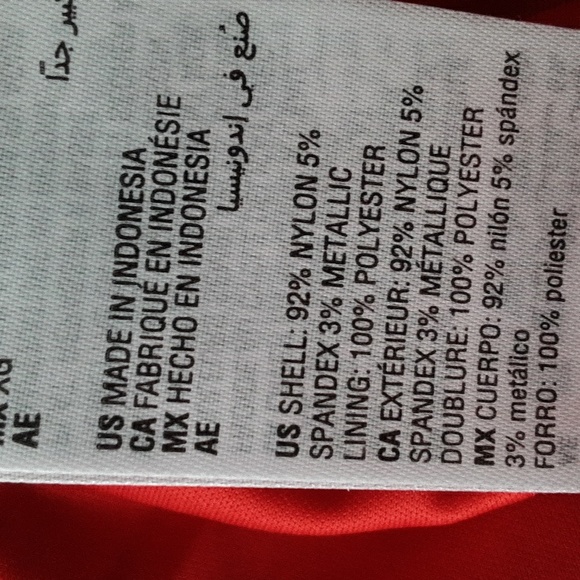 AE
US MADE IN INDONESIA
CA FABRIQUÉ EN INDONÉSIE
MX HECHO EN INDONESIA
AE صُنع في اندونيسيا
US SHELL: 92% NYLON 5%
SPANDEX 3% METALLIC
LINING: 100% POLYESTER
CA EXTÉRIEUR: 92% NYLON 5%
SPANDEX 3% MÉTALLIQUE
DOUBLURE: 100% POLYESTER
MX CUERPO: 92% nilón 5% spándex
3% metálico
FORRO: 100% poliester